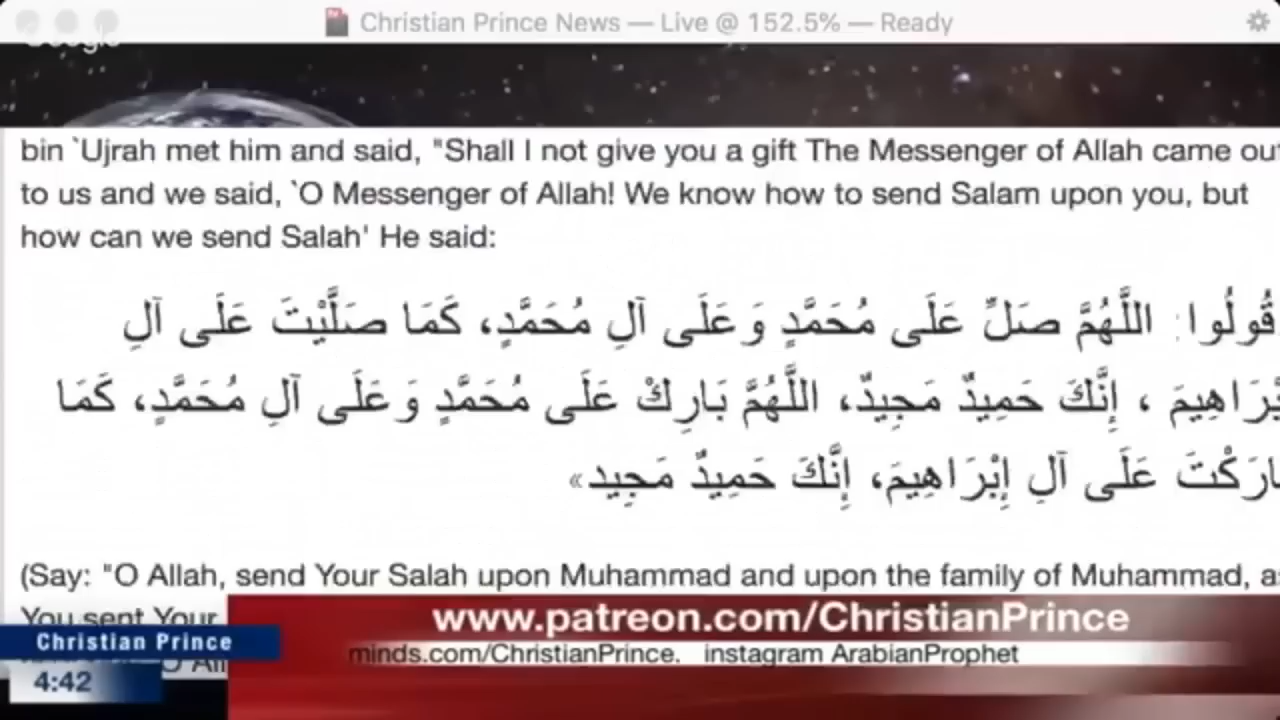 Christian Prince News — Live @ 152.5% — Ready
Google
bin `Ujrah met him and said, "Shall I not give you a gift The Messenger of Allah came out
to us and we said, `O Messenger of Allah! We know how to send Salam upon you, but
how can we send Salah' He said:
قُولُوا: اللَّهُمَّ صَلِّ عَلَى مُحَمَّدٍ وَعَلَى آلِ مُحَمَّدٍ، كَمَا صَلَّيْتَ عَلَى آلِ
بْرَاهِيمَ ، إِنَّكَ حَمِيدٌ مَجِيدٌ، اللَّهُمَّ بَارِكْ عَلَى مُحَمَّدٍ وَعَلَى آلِ مُحَمَّدٍ، كَمَا
ارَكْتَ عَلَى آلِ إِبْرَاهِيمَ، إِنَّكَ حَمِيدٌ مَجِيد»
(Say: "O Allah, send Your Salah upon Muhammad and upon the family of Muhammad, a
You sent Your
"O All
www.patreon.com/ChristianPrince
Christian Prince
minds.com/ChristianPrince. instagram ArabianProphet
4:42